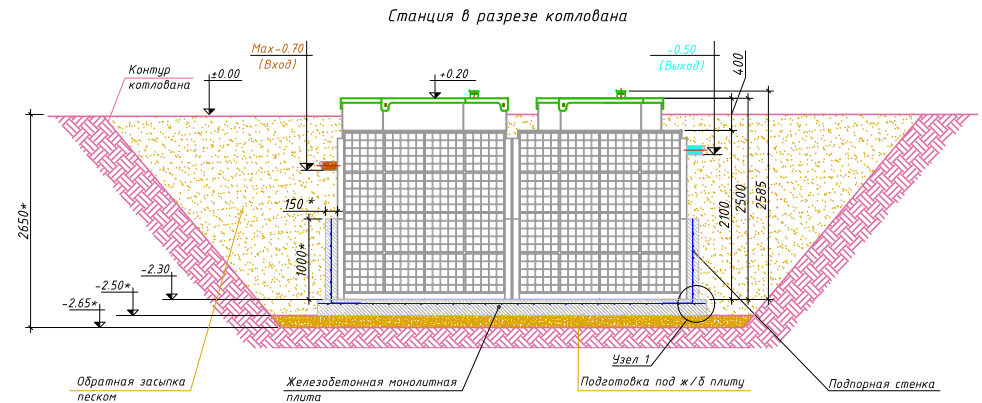 Станция в разрезе котлована
Max-0.70
(Вход)
-0.50
(Выход)
Контур
котлована
±0.00
+0.20
400
2650*
150 *
1000*
2100
2500
2585
-2.30
-2.50*
-2.65*
Узел 1
Обратная засыпка
песком
Железобетонная монолитная
плита
Подготовка под ж/б плиту
Подпорная стенка